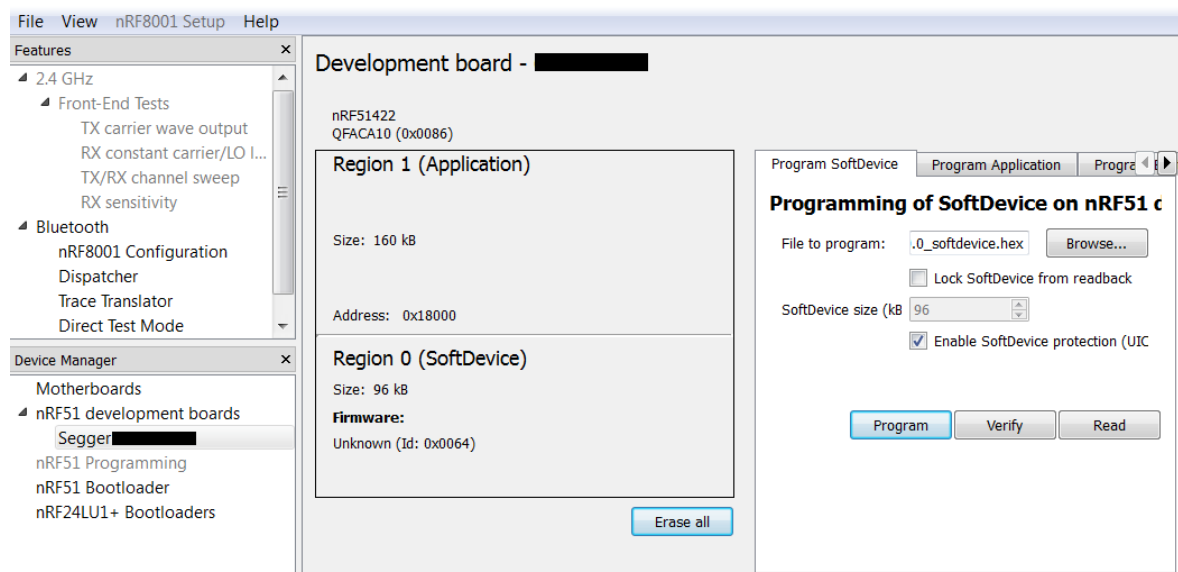 File View nRF8001 Setup Help
Features ×
2.4 GHz
Front-End Tests
TX carrier wave output
RX constant carrier/LO l...
TX/RX channel sweep
RX sensitivity
Bluetooth
nRF8001 Configuration
Dispatcher
Trace Translator
Direct Test Mode
Device Manager ×
Motherboards
nRF51 development boards
Segger
nRF51 Programming
nRF51 Bootloader
nRF24LU1+ Bootloaders
Development board -
nRF51422
QFACA10 (0x0086)
Region 1 (Application)
Size: 160 kB
Address: 0x18000
Region 0 (SoftDevice)
Size: 96 kB
Firmware:
Unknown (Id: 0x0064)
Erase all
Program SoftDevice Program Application Progra
Programming of SoftDevice on nRF51 d
File to program: .0_softdevice.hex Browse...
Lock SoftDevice from readback
SoftDevice size (kB 96
Enable SoftDevice protection (UIC
Program Verify Read